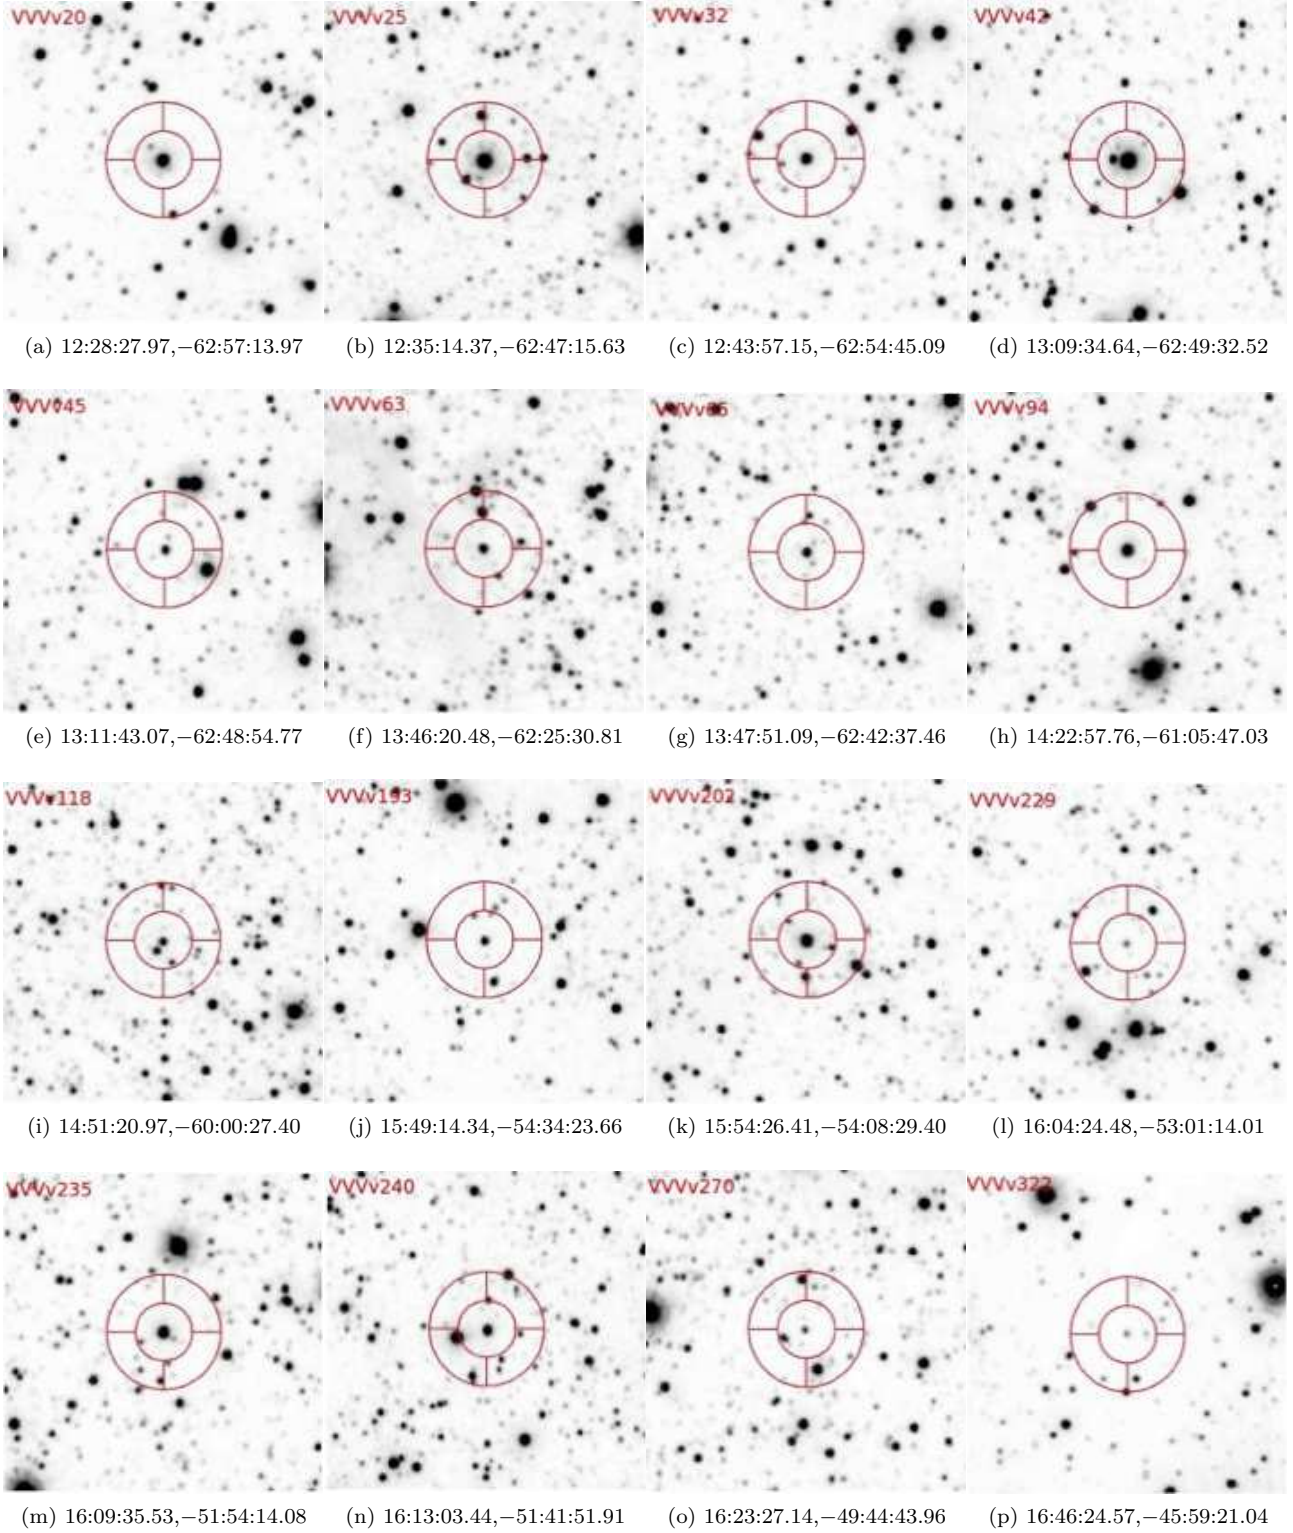 VVVv20 VVVv25 VVVv32 VVVv42
(a) 12:28:27.97,−62:57:13.97 (b) 12:35:14.37,−62:47:15.63 (c) 12:43:57.15,−62:54:45.09 (d) 13:09:34.64,−62:49:32.52
VVVv45 VVVv63 VVVv94
(e) 13:11:43.07,−62:48:54.77 (f) 13:46:20.48,−62:25:30.81 (g) 13:47:51.09,−62:42:37.46 (h) 14:22:57.76,−61:05:47.03
VVVv118 VVVv193 VVVv202 VVVv229
(i) 14:51:20.97,−60:00:27.40 (j) 15:49:14.34,−54:34:23.66 (k) 15:54:26.41,−54:08:29.40 (l) 16:04:24.48,−53:01:14.01
VVVv235 VVVv240 VVVv270 VVVv322
(m) 16:09:35.53,−51:54:14.08 (n) 16:13:03.44,−51:41:51.91 (o) 16:23:27.14,−49:44:43.96 (p) 16:46:24.57,−45:59:21.04